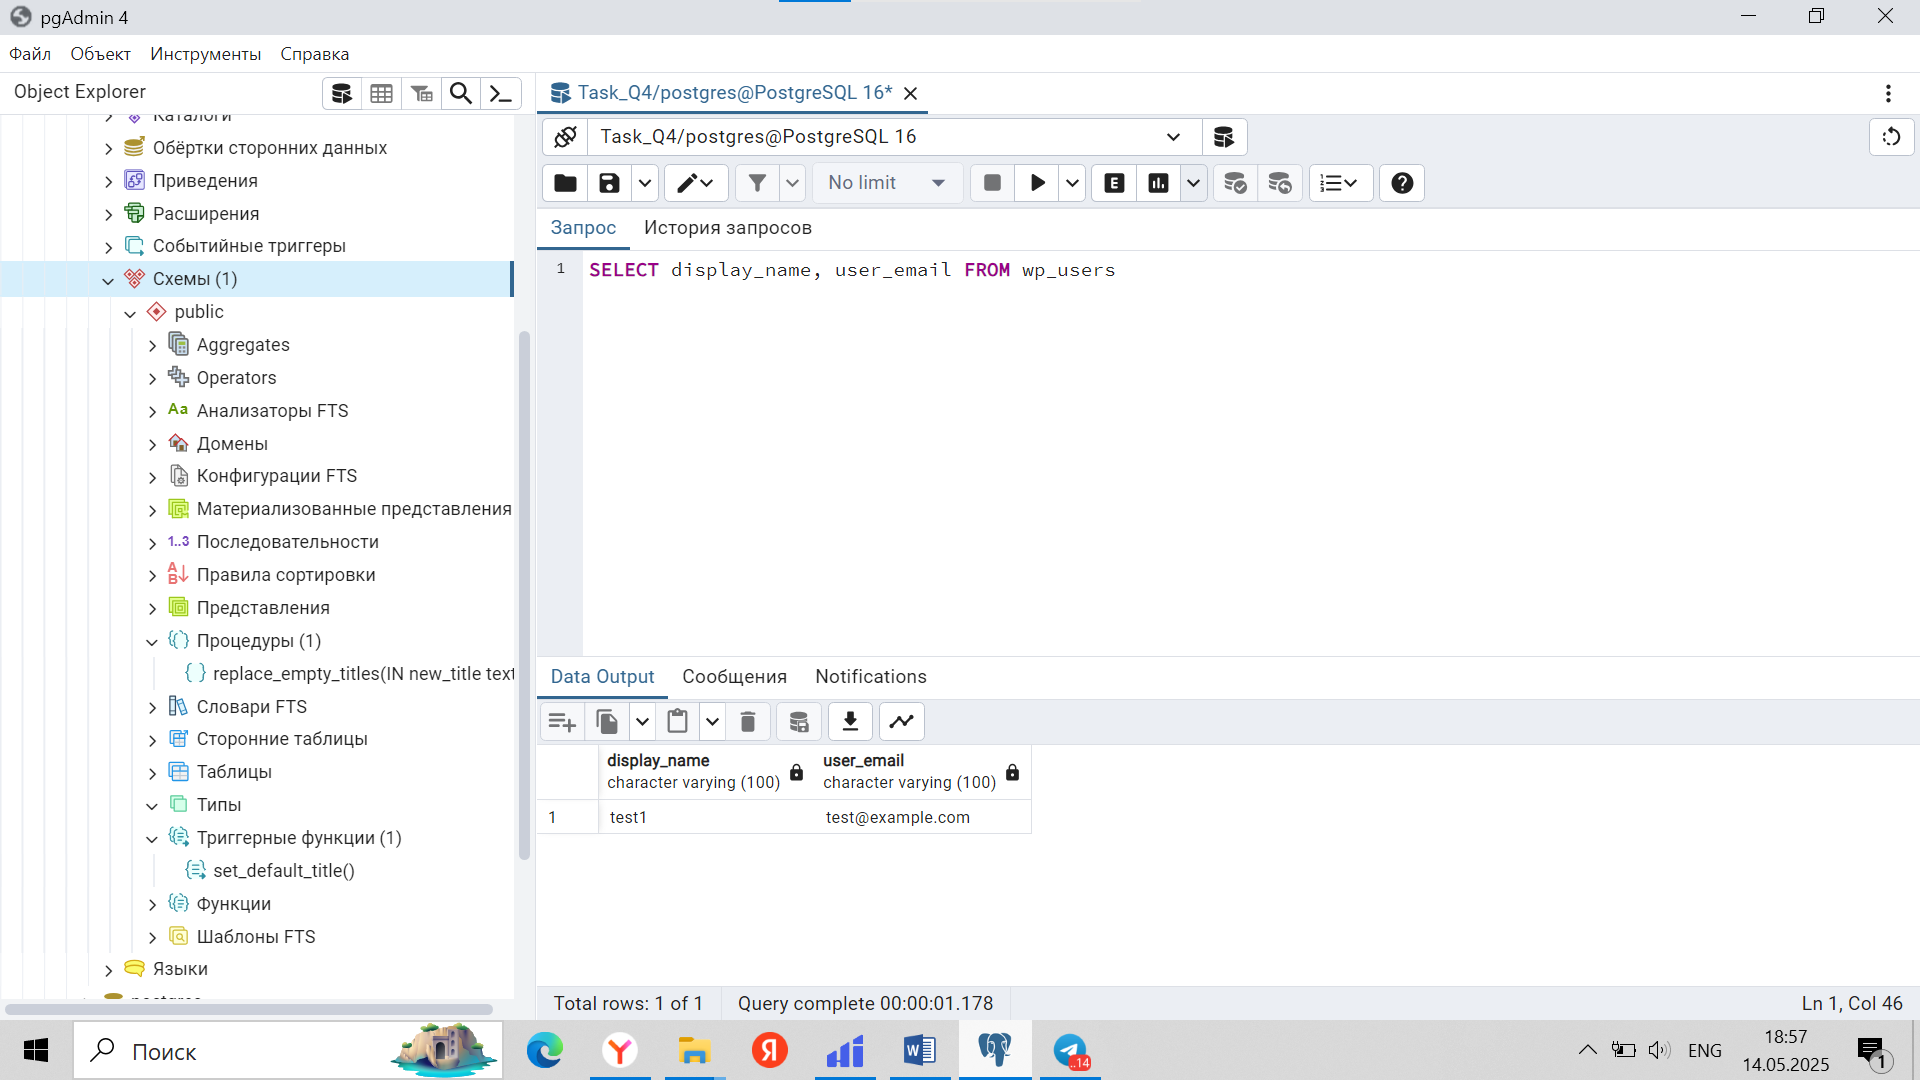 pgAdmin 4
Файл Объект Инструменты Справка
Object Explorer
Каталоги
Обёртки сторонних данных
Приведения
Расширения
Событийные триггеры
Схемы (1)
public
Aggregates
Operators
Aa Анализаторы FTS
Домены
Конфигурации FTS
Материализованные представления
1..3 Последовательности
Правила сортировки
Представления
Процедуры (1)
replace_empty_titles(IN new_title text
Словари FTS
Сторонние таблицы
Таблицы
Типы
Триггерные функции (1)
set_default_title()
Функции
Шаблоны FTS
Языки
Task_Q4/postgres@PostgreSQL 16*
Task_Q4/postgres@PostgreSQL 16
No limit
E
Запрос История запросов
1 SELECT display_name, user_email FROM wp_users
Data Output Сообщения Notifications
display_name user_email
character varying (100) character varying (100)
1 test1 test@example.com
Total rows: 1 of 1 Query complete 00:00:01.178 Ln 1, Col 46
Поиск
Y
Я
W
..14
ENG
18:57
14.05.2025
1